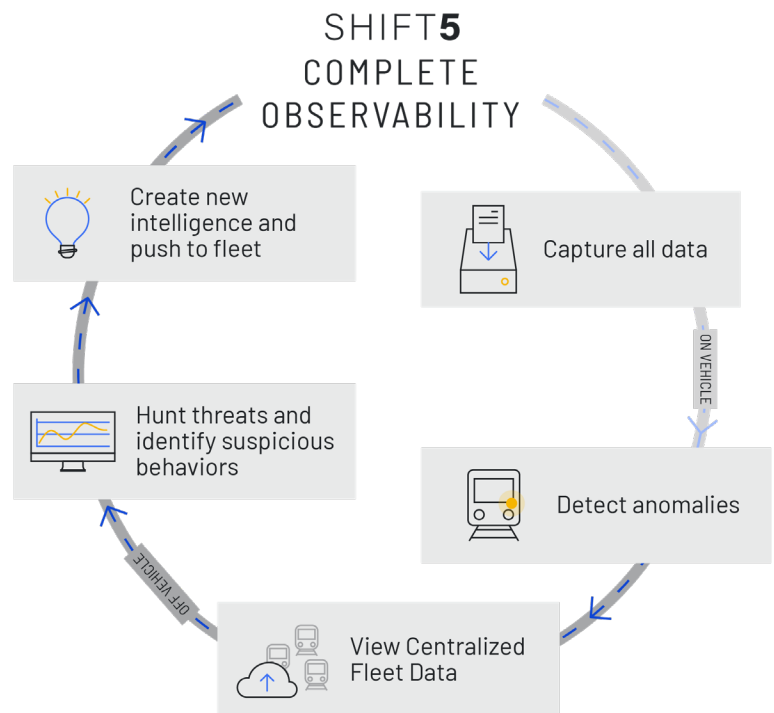 SHIFT5
COMPLETE
OBSERVABILITY
Capture all data
ON VEHICLE
Detect anomalies
View Centralized
Fleet Data
OFF VEHICLE
Hunt threats and
identify suspicious
behaviors
Create new
intelligence and
push to fleet